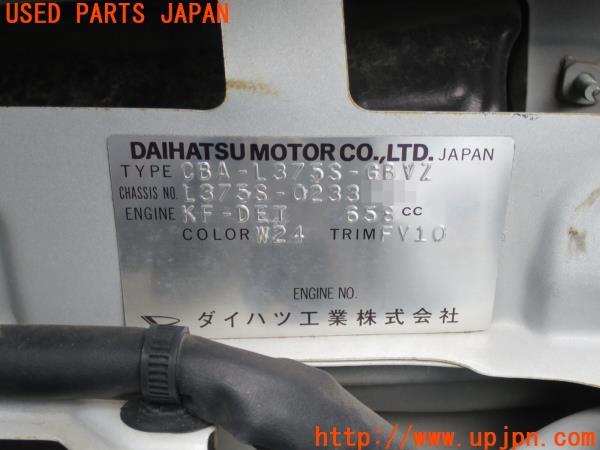 USED PARTS JAPAN
DAIHATSU MOTOR CO.,LTD. JAPAN
TYPE CBA-L375S-GBVZ
CHASSIS NO. L375S-0233
ENGINE KF-DET 658 CC
COLOR W24 TRIM FV10
ENGINE NO.
ダイハツ工業株式会社
http://www.upjpn.com/